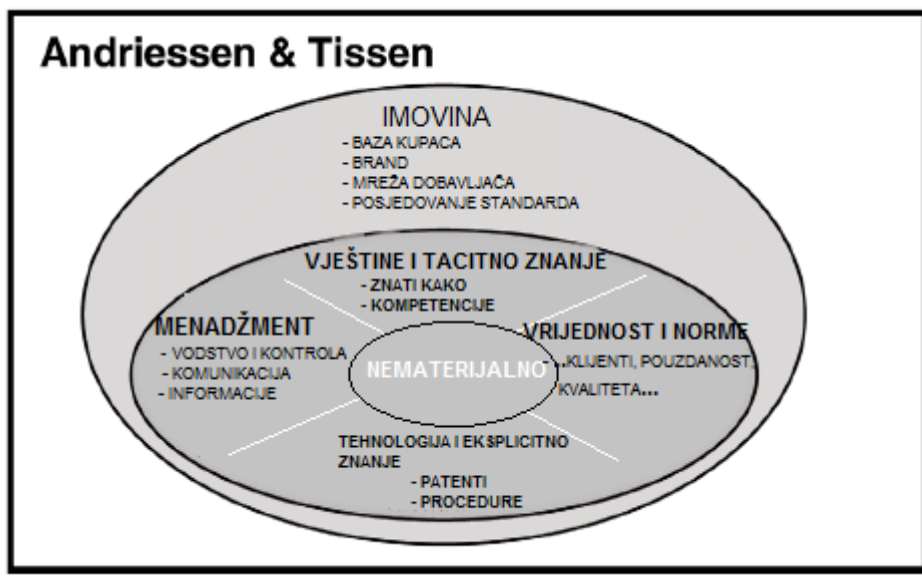 Andriessen & Tissen
IMOVINA
- BAZA KUPACA
- BRAND
- MREŽA DOBAVLJAČA
- POSJEDOVANJE STANDARDA
VJEŠTINE I TACITNO ZNANJE
- ZNATI KAKO
- KOMPETENCIJE
MENADŽMENT
- VODSTVO I KONTROLA
- KOMUNIKACIJA
- INFORMACIJE
NEMATERIJALNO
VRIJEDNOST I NORME
- ...KLIJENTI, POUZDANOST,
KVALITETA...
TEHNOLOGIJA I EKSPLICITNO
ZNANJE
- PATENTI
- PROCEDURE